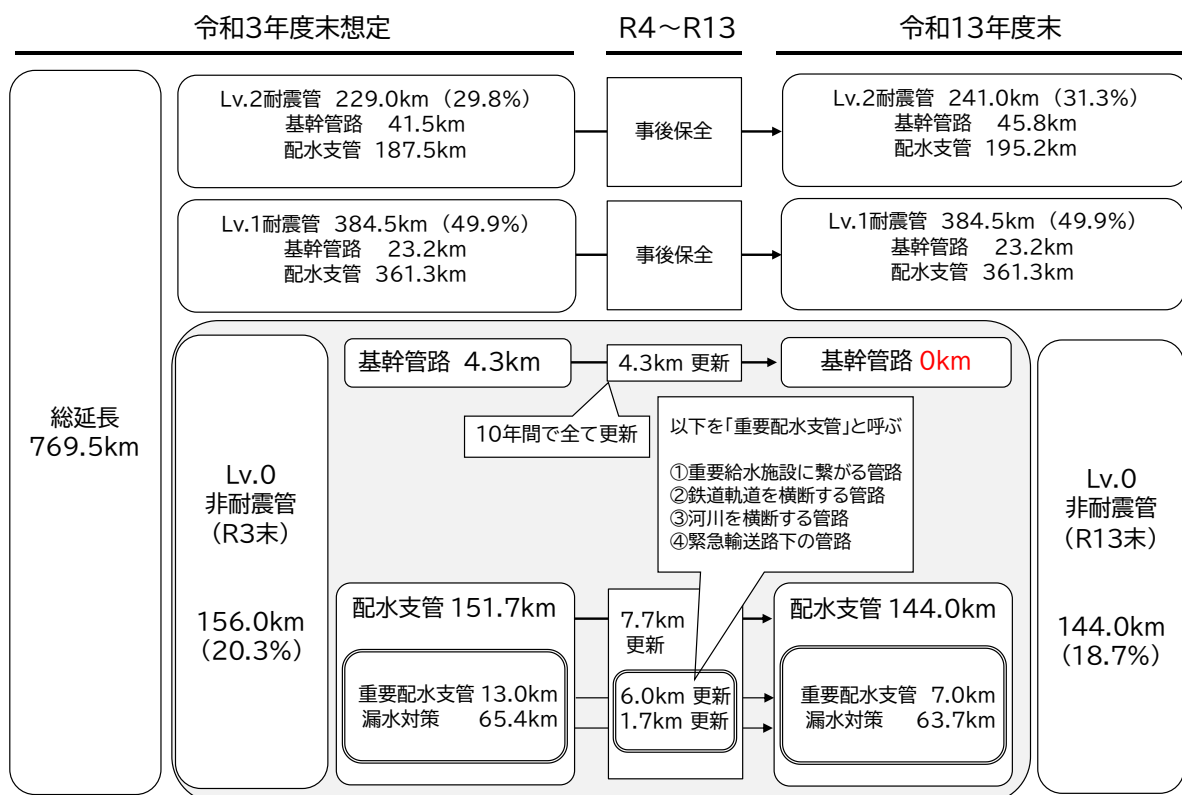 令和3年度末想定
R4～R13
令和13年度末
総延長
769.5km
Lv.2耐震管 229.0km (29.8%)
基幹管路 41.5km
配水支管 187.5km
事後保全
Lv.2耐震管 241.0km (31.3%)
基幹管路 45.8km
配水支管 195.2km
Lv.1耐震管 384.5km (49.9%)
基幹管路 23.2km
配水支管 361.3km
事後保全
Lv.1耐震管 384.5km (49.9%)
基幹管路 23.2km
配水支管 361.3km
Lv.0
非耐震管
(R3末)
156.0km
(20.3%)
基幹管路 4.3km
4.3km 更新
基幹管路 0km
10年間で全て更新
以下を「重要配水支管」と呼ぶ
①重要給水施設に繋がる管路
②鉄道軌道を横断する管路
③河川を横断する管路
④緊急輸送路下の管路
配水支管 151.7km
7.7km
更新
配水支管 144.0km
重要配水支管 13.0km
漏水対策 65.4km
6.0km 更新
1.7km 更新
重要配水支管 7.0km
漏水対策 63.7km
Lv.0
非耐震管
(R13末)
144.0km
(18.7%)